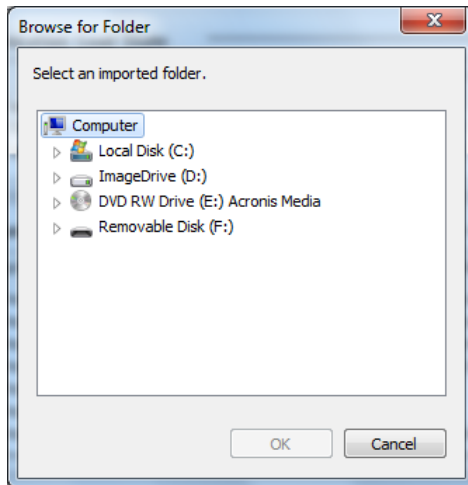 Browse for Folder
Select an imported folder.
Computer
Local Disk (C:)
ImageDrive (D:)
DVD RW Drive (E:) Acronis Media
Removable Disk (F:)
OK
Cancel